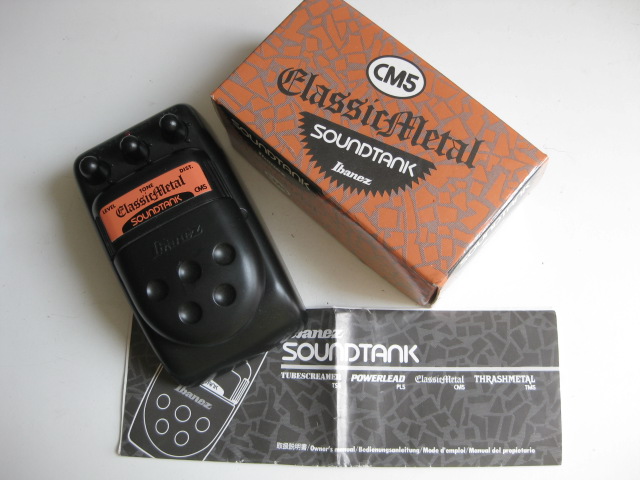 CM5
ClassicMetal
SOUNDTANK
Ibanez
LEVEL TONE DIST.
ClassicMetal
SOUNDTANK CM5
Ibanez
Ibanez
SOUNDTANK
TUBESCREAMER POWERLEAD ClassicMetal THRASHMETAL
PL5 CM5 TM5
Ibanez
取扱説明書/Owner's manual/Bedienungsanleitung/Mode d'emploi/Manual del propietario